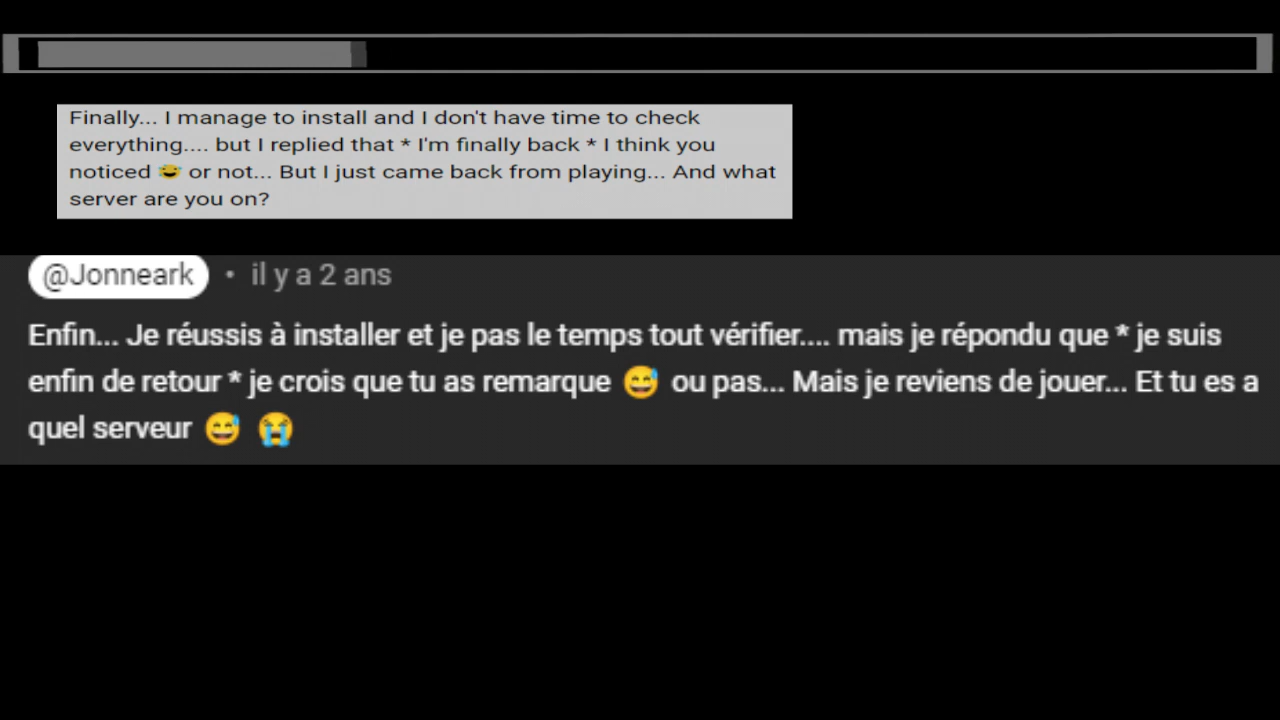 Finally... I manage to install and I don't have time to check
everything.... but I replied that * I'm finally back * I think you
noticed 😅 or not... But I just came back from playing... And what
server are you on?
@Jonneark • il y a 2 ans
Enfin... Je réussis à installer et je pas le temps tout vérifier.... mais je répondu que * je suis
enfin de retour * je crois que tu as remarque 😅 ou pas... Mais je reviens de jouer... Et tu es a
quel serveur 😅 😭